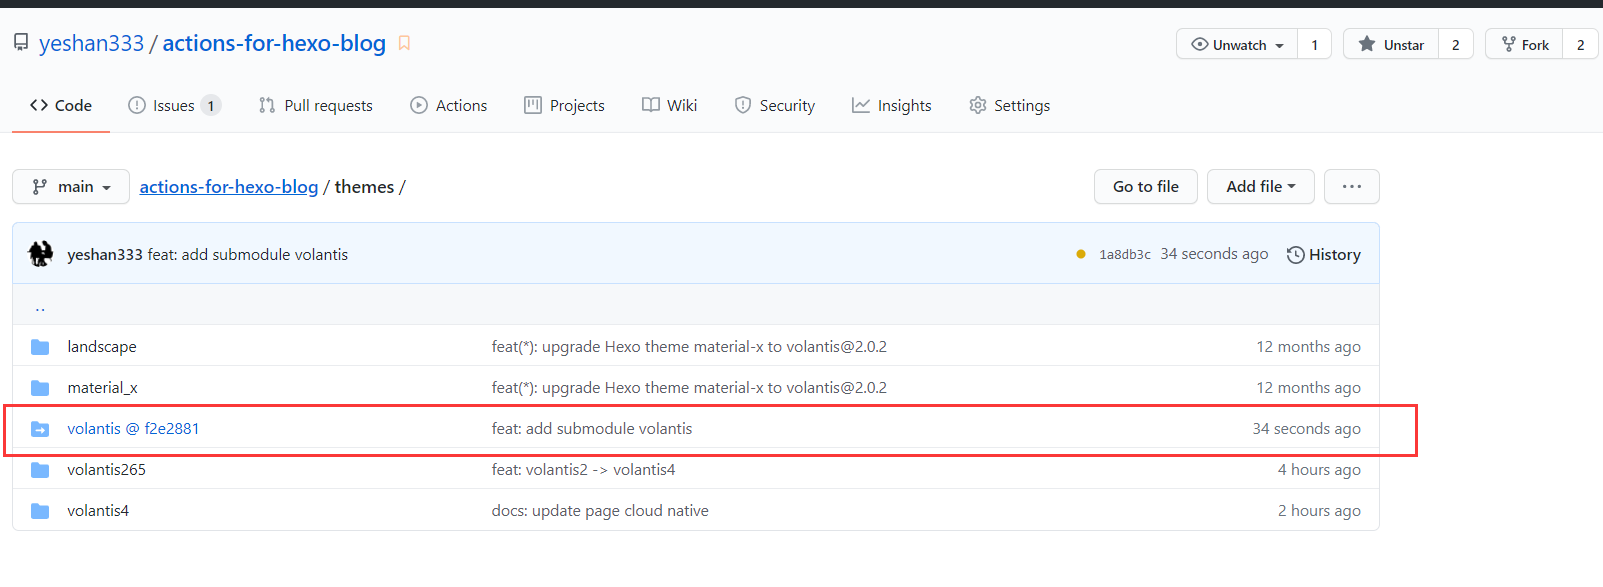 yeshan333 / actions-for-hexo-blog Unwatch 1 Unstar 2 Fork 2
Code Issues 1 Pull requests Actions Projects Wiki Security Insights Settings
main actions-for-hexo-blog / themes / Go to file Add file ...
yeshan333 feat: add submodule volantis 1a8db3c 34 seconds ago History
..
landscape feat(*): upgrade Hexo theme material-x to volantis@2.0.2 12 months ago
material_x feat(*): upgrade Hexo theme material-x to volantis@2.0.2 12 months ago
volantis @ f2e2881 feat: add submodule volantis 34 seconds ago
volantis265 feat: volantis2 -> volantis4 4 hours ago
volantis4 docs: update page cloud native 2 hours ago